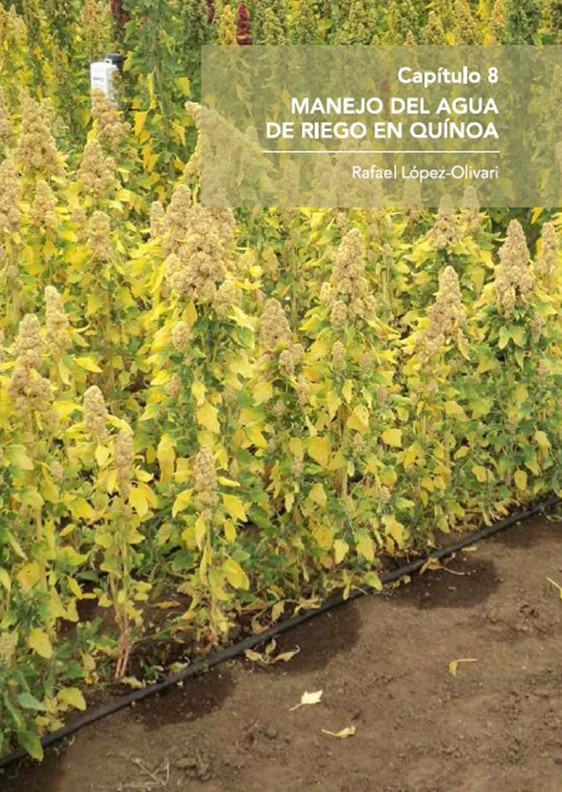 Capítulo 8
MANEJO DEL AGUA
DE RIEGO EN QUÍNOA
Rafael López-Olivari